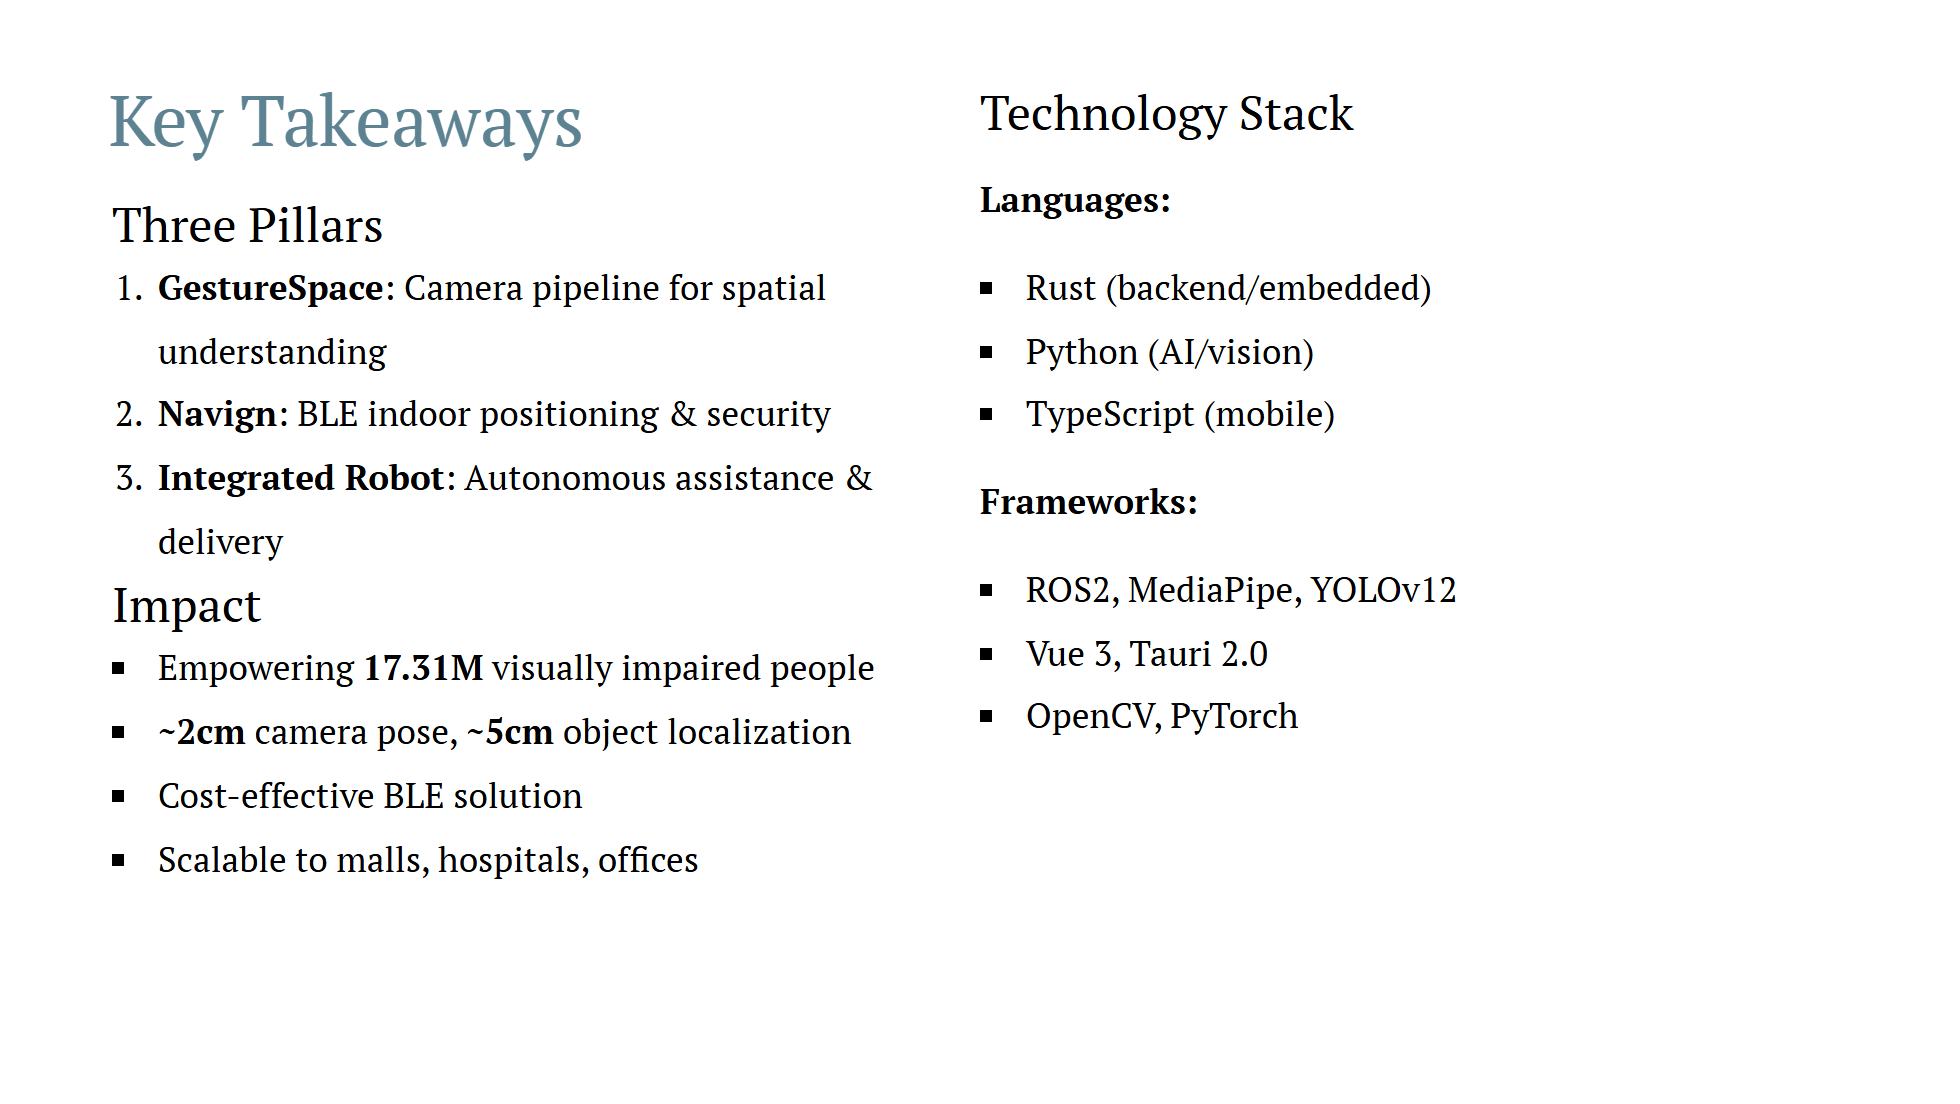 Key Takeaways
Three Pillars
1. GestureSpace: Camera pipeline for spatial
understanding
2. Navign: BLE indoor positioning & security
3. Integrated Robot: Autonomous assistance &
delivery
Impact
▪ Empowering 17.31M visually impaired people
▪ ~2cm camera pose, ~5cm object localization
▪ Cost-effective BLE solution
▪ Scalable to malls, hospitals, offices
Technology Stack
Languages:
▪ Rust (backend/embedded)
▪ Python (AI/vision)
▪ TypeScript (mobile)
Frameworks:
▪ ROS2, MediaPipe, YOLOv12
▪ Vue 3, Tauri 2.0
▪ OpenCV, PyTorch